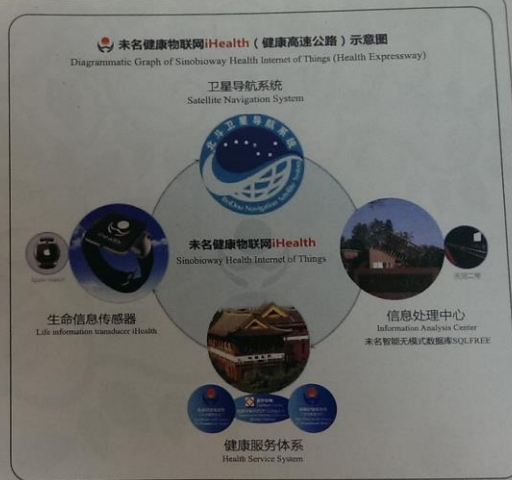 未名健康物联网iHealth（健康高速公路）示意图
Diagrammatic Graph of Sinobioway Health Internet of Things (Health Expressway)
卫星导航系统
Satellite Navigation System
北斗卫星导航系统
BeiDou Navigation Satellite System
未名健康物联网iHealth
Sinobioway Health Internet of Things
iHealth
生命信息传感器
Life information transducer iHealth
信息处理中心
Information Analysis Center
未名智能无模式数据库SQLFREE
健康服务体系
Health Service System